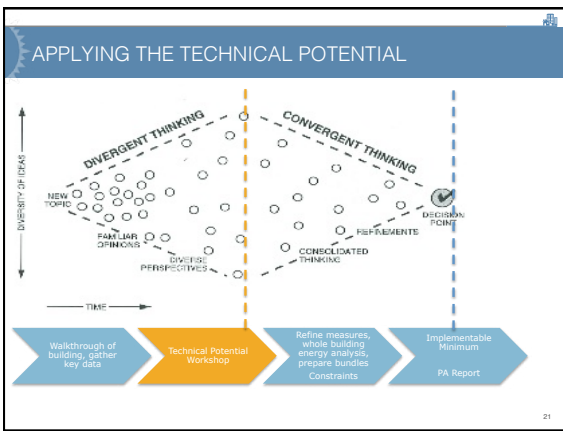 APPLYING THE TECHNICAL POTENTIAL
DIVERSITY OF IDEAS
DIVERGENT THINKING
CONVERGENT THINKING
NEW
TOPIC
FAMILIAR
OPINIONS
DIVERSE
PERSPECTIVES
CONSOLIDATED
THINKING
REFINEMENTS
DECISION
POINT
TIME
Walkthrough of
building, gather
key data
Technical Potential
Workshop
Refine measures,
whole building
energy analysis,
prepare bundles
Constraints
Implementable
Minimum
PA Report
21